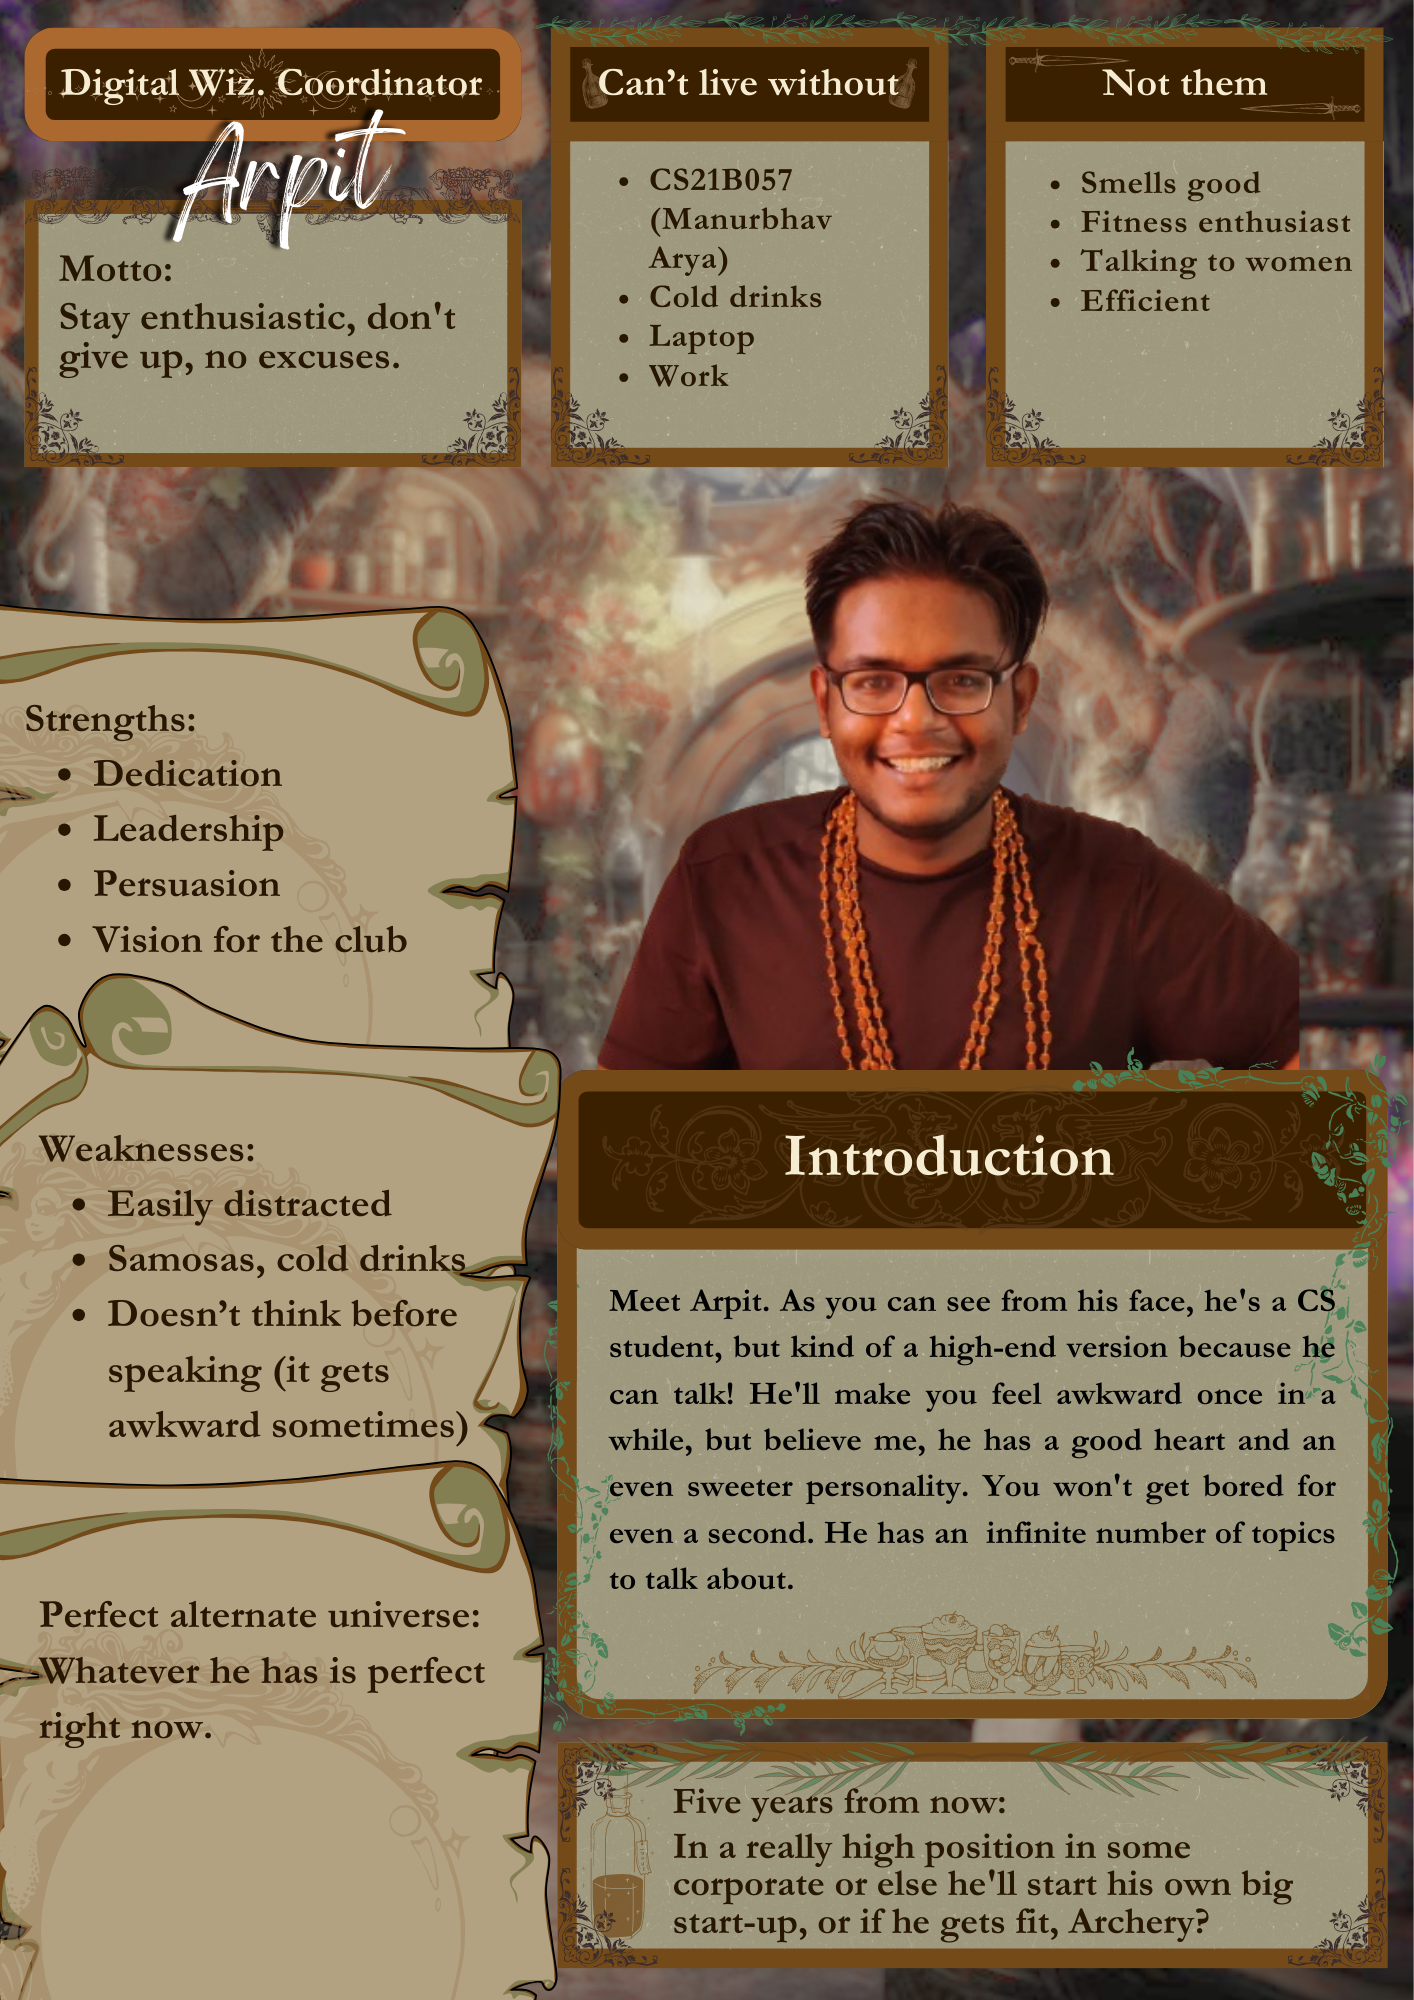 Digital Wiz. Coordinator
Arpit
Motto:
Stay enthusiastic, don't
give up, no excuses.
Can’t live without
• CS21B057
(Manurbhav
Arya)
• Cold drinks
• Laptop
• Work
Not them
• Smells good
• Fitness enthusiast
• Talking to women
• Efficient
Strengths:
• Dedication
• Leadership
• Persuasion
• Vision for the club
Weaknesses:
• Easily distracted
• Samosas, cold drinks
• Doesn’t think before
speaking (it gets
awkward sometimes)
Perfect alternate universe:
Whatever he has is perfect
right now.
Introduction
Meet Arpit. As you can see from his face, he's a CS
student, but kind of a high-end version because he
can talk! He'll make you feel awkward once in a
while, but believe me, he has a good heart and an
even sweeter personality. You won't get bored for
even a second. He has an infinite number of topics
to talk about.
Five years from now:
In a really high position in some
corporate or else he'll start his own big
start-up, or if he gets fit, Archery?